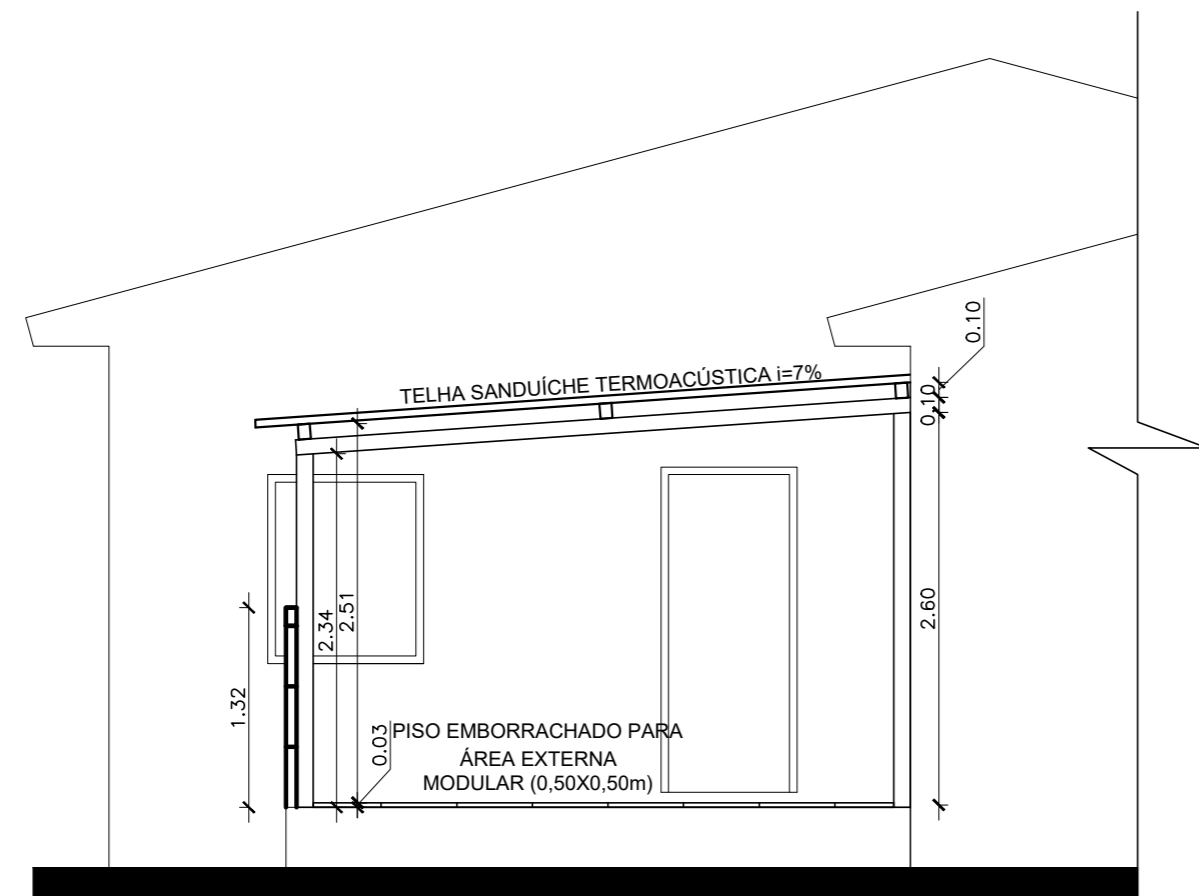 0.10
TELHA SANDUÍCHE TERMOACÚSTICA i=7%
0.10
2.34
2.51
2.60
1.32
0.03
PISO EMBORRACHADO PARA
ÁREA EXTERNA
MODULAR (0,50X0,50m)